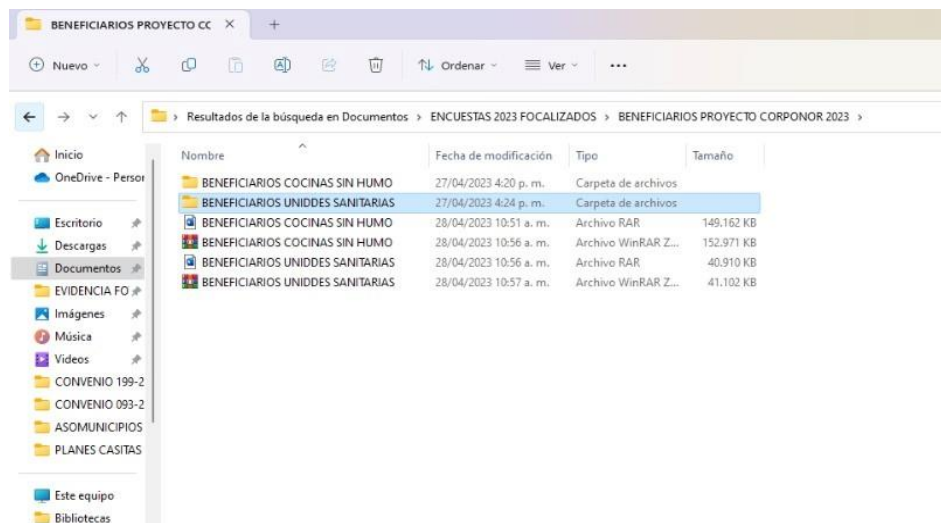 BENEFICIARIOS PROYECTO CC
Nuevo
Ordenar
Ver
Resultados de la búsqueda en Documentos > ENCUESTAS 2023 FOCALIZADOS > BENEFICIARIOS PROYECTO CORPONOR 2023 >
Inicio
OneDrive - Person
Escritorio
Descargas
Documentos
EVIDENCIA FO
Imágenes
Música
Videos
CONVENIO 199-2
CONVENIO 093-2
ASOMUNICIPIOS
PLANES CASITAS
Este equipo
Bibliotecas
Nombre Fecha de modificación Tipo Tamaño
BENEFICIARIOS COCINAS SIN HUMO 27/04/2023 4:20 p. m. Carpeta de archivos
BENEFICIARIOS UNIDDES SANITARIAS 27/04/2023 4:24 p. m. Carpeta de archivos
BENEFICIARIOS COCINAS SIN HUMO 28/04/2023 10:51 a. m. Archivo RAR 149.162 KB
BENEFICIARIOS COCINAS SIN HUMO 28/04/2023 10:56 a. m. Archivo WinRAR Z... 152.971 KB
BENEFICIARIOS UNIDDES SANITARIAS 28/04/2023 10:56 a. m. Archivo RAR 40.910 KB
BENEFICIARIOS UNIDDES SANITARIAS 28/04/2023 10:57 a. m. Archivo WinRAR Z... 41.102 KB